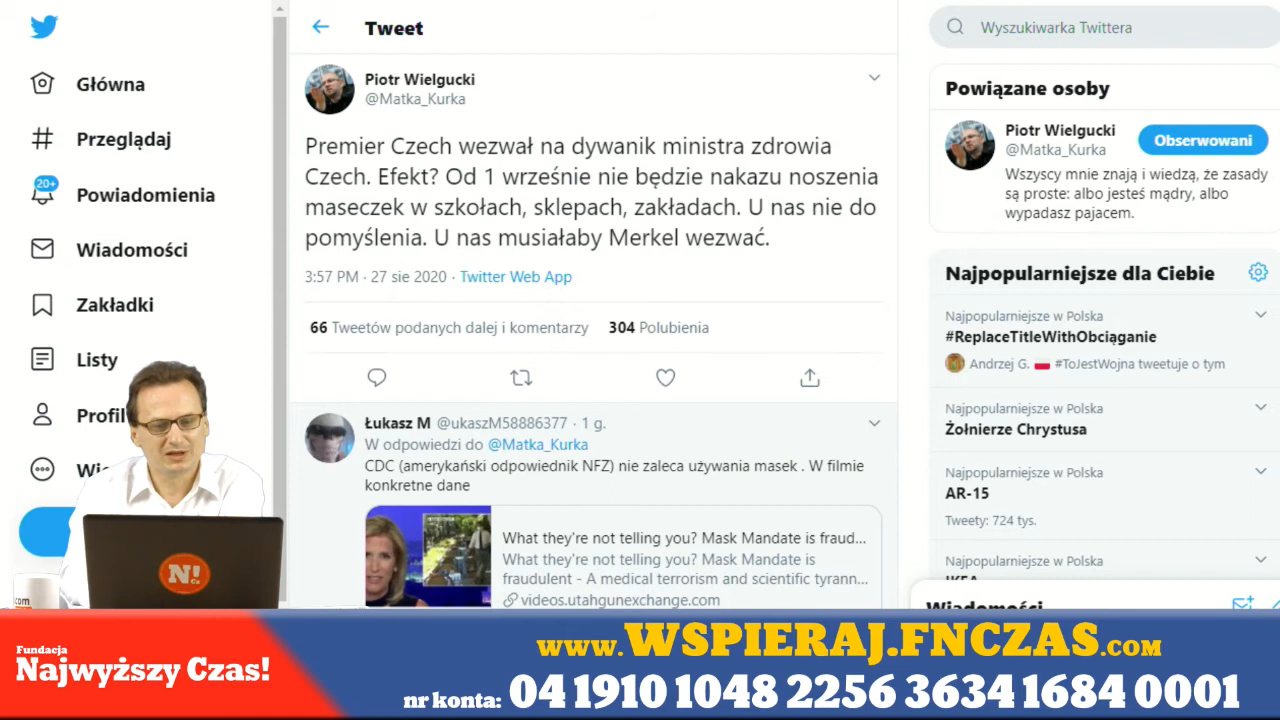 Główna
Przeglądaj
20+
Powiadomienia
Wiadomości
Zakładki
Listy
Profil
N!
Cz
Tweet
Piotr Wielgucki
@Matka_Kurka
Premier Czech wezwał na dywanik ministra zdrowia
Czech. Efekt? Od 1 wrześnie nie będzie nakazu noszenia
maseczek w szkołach, sklepach, zakładach. U nas nie do
pomyślenia. U nas musiałaby Merkel wezwać.
3:57 PM · 27 sie 2020 · Twitter Web App
66 Tweetów podanych dalej i komentarzy 304 Polubienia
Łukasz M @ukaszM58886377 · 1 g.
W odpowiedzi do @Matka_Kurka
CDC (amerykański odpowiednik NFZ) nie zaleca używania masek . W filmie
konkretne dane
What they're not telling you? Mask Mandate is fraud...
What they're not telling you? Mask Mandate is
fraudulent - A medical terrorism and scientific tyrann...
videos.utahgunexchange.com
Wyszukiwarka Twittera
Powiązane osoby
Piotr Wielgucki
@Matka_Kurka
Obserwowani
Wszyscy mnie znają i wiedzą, że zasady
są proste: albo jesteś mądry, albo
wypadasz pajacem.
Najpopularniejsze dla Ciebie
Najpopularniejsze w Polska
#ReplaceTitleWithObciąganie
Andrzej G. #ToJestWojna tweetuje o tym
Najpopularniejsze w Polska
Żołnierze Chrystusa
Najpopularniejsze w Polska
AR-15
Tweety: 724 tys.
Najpopularniejsze w Polska
IKEA
Wiadomości
.com
Fundacja
Najwyższy Czas!
www.WSPIERAJ.FNCZAS.com
nr konta: 04 1910 1048 2256 3634 1684 0001